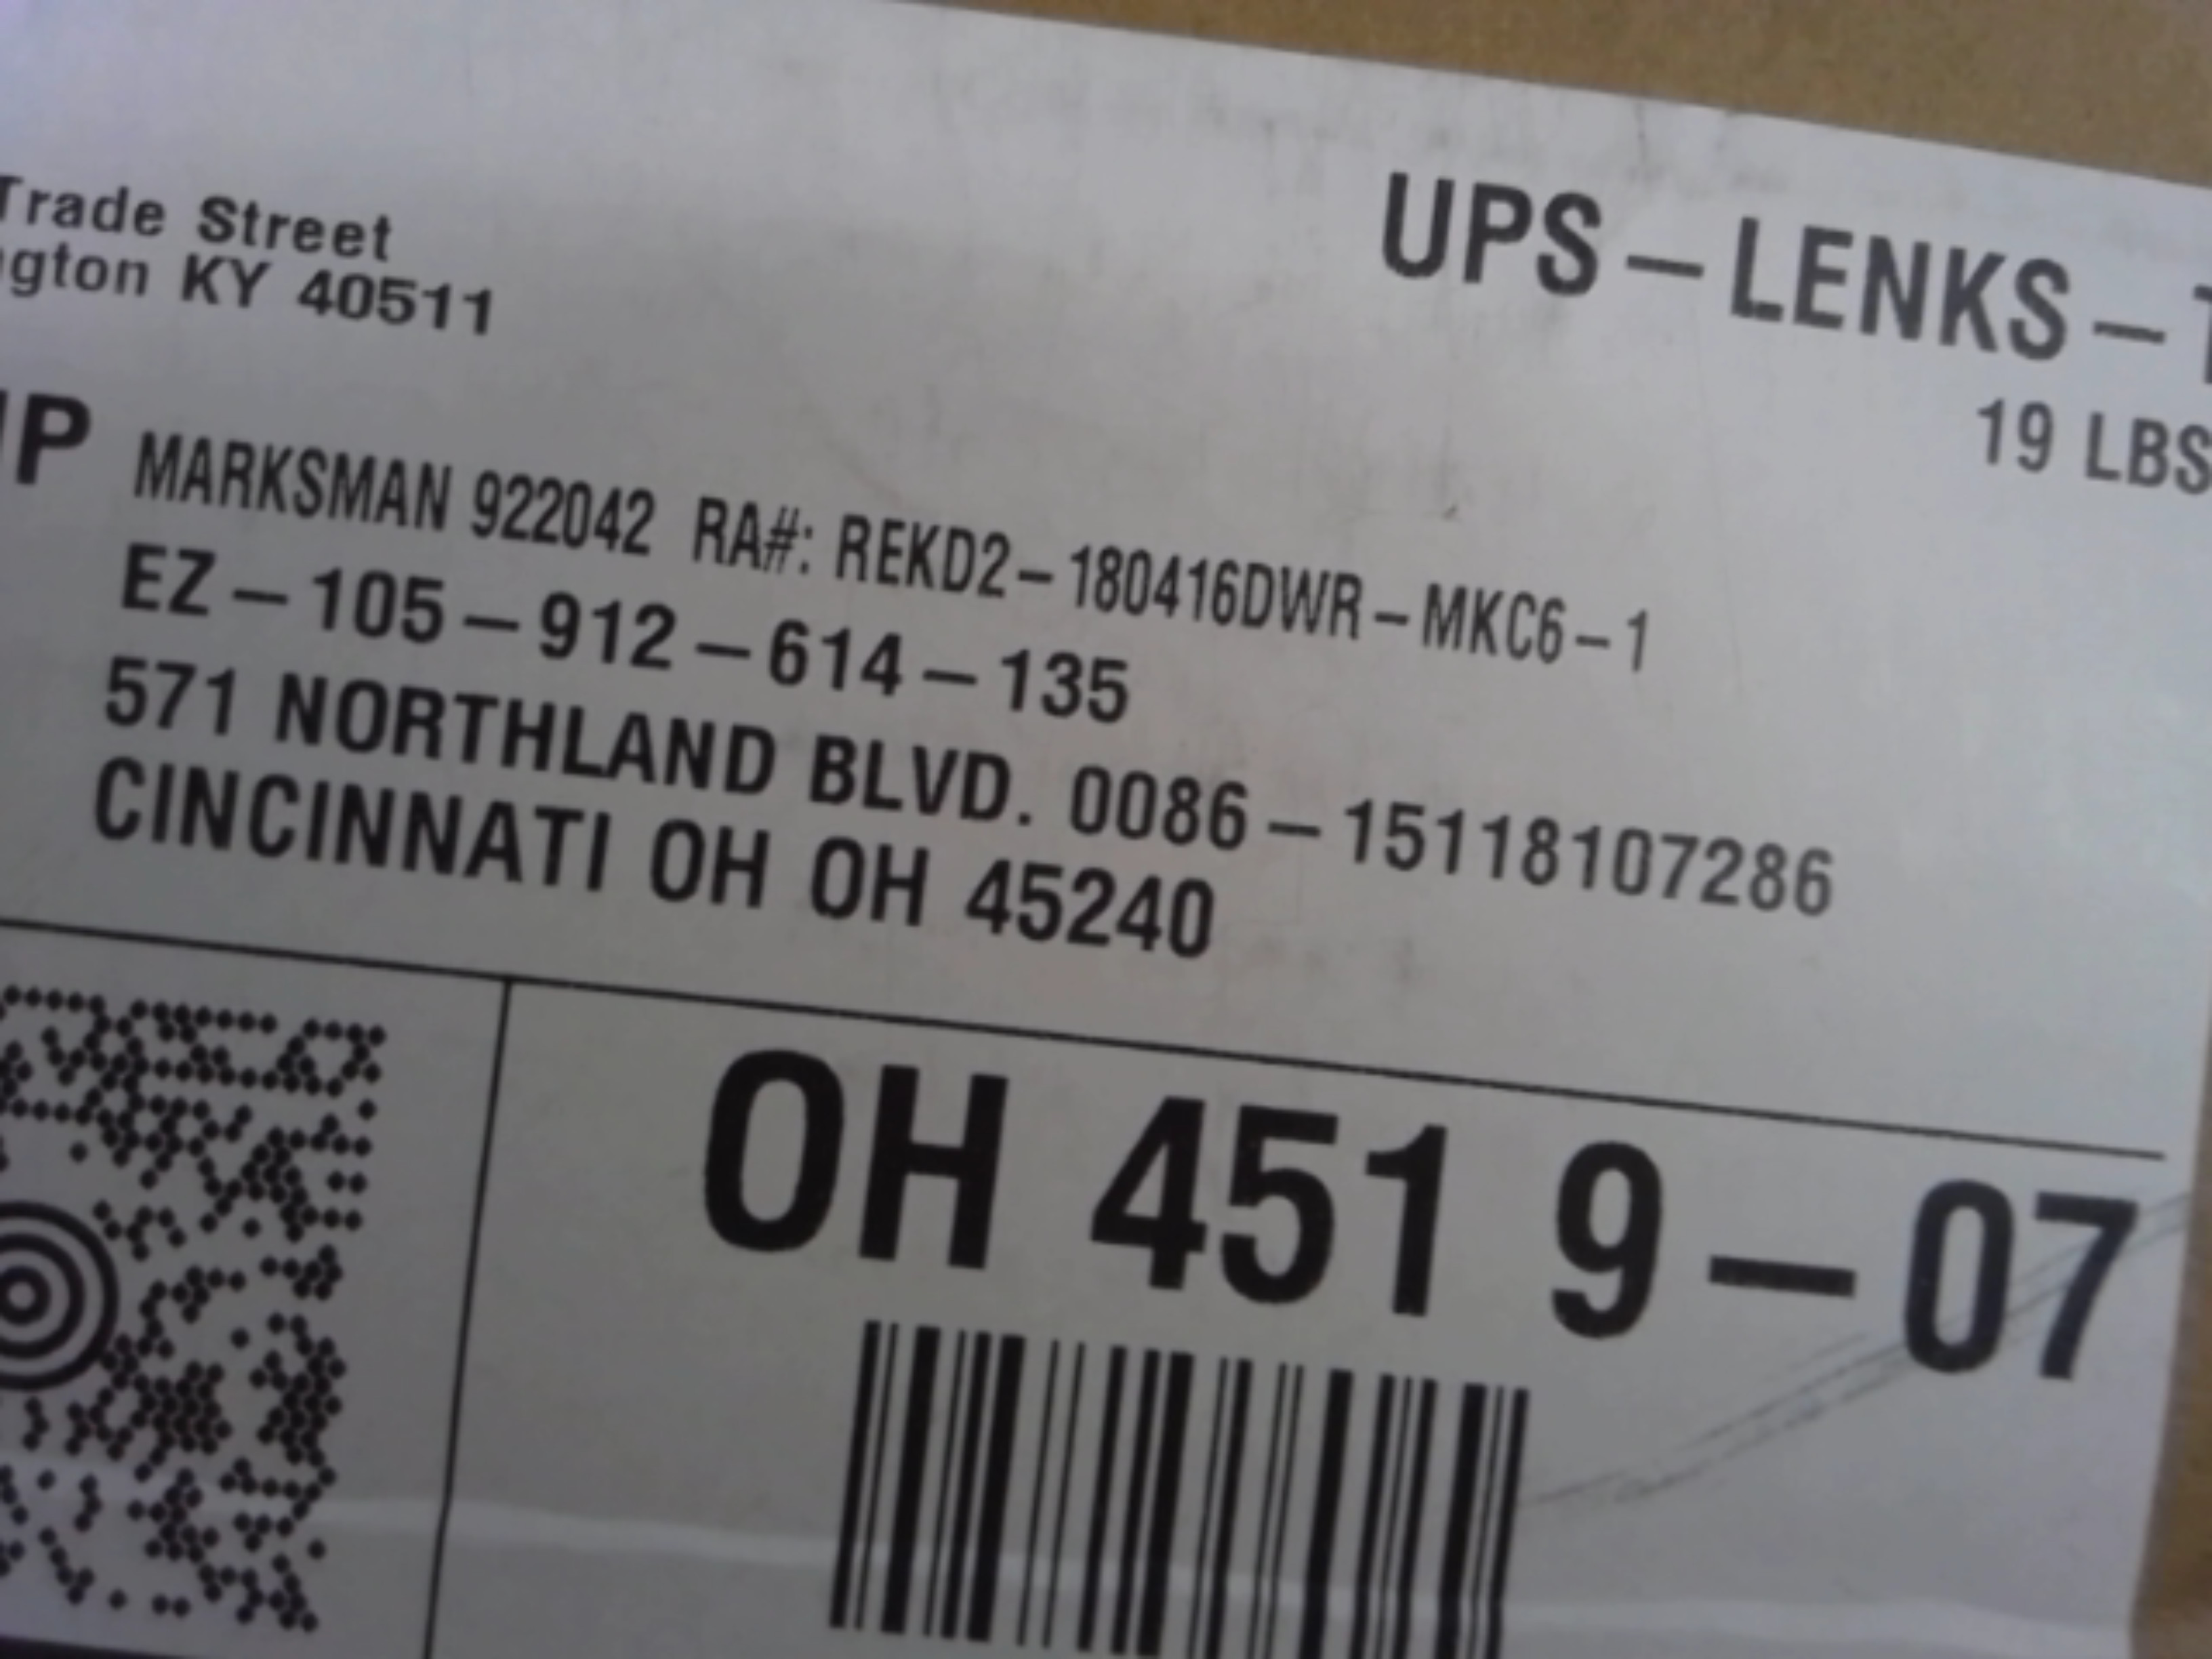 Trade Street
gton KY 40511
UPS - LENKS - T
19 LBS
IP MARKSMAN 922042 RA#: REKD2 - 180416DWR - MKC6 - 1
EZ - 105 - 912 - 614 - 135
571 NORTHLAND BLVD. 0086 - 15118107286
CINCINNATI OH OH 45240
OH 451 9 - 07